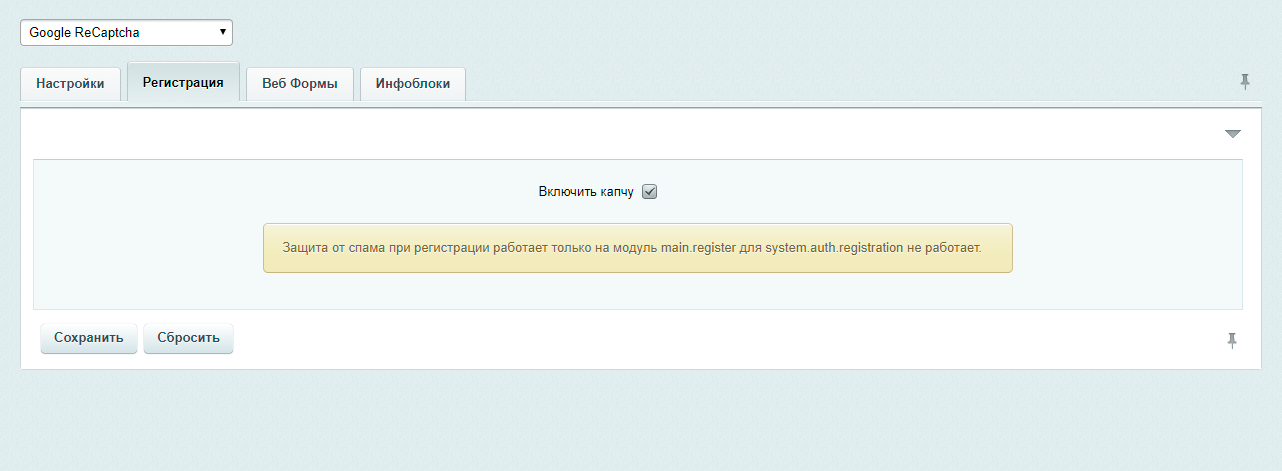 Google ReCaptcha
Настройки Регистрация Веб Формы Инфоблоки
Включить капчу
Защита от спама при регистрации работает только на модуль main.register для system.auth.registration не работает.
Сохранить Сбросить